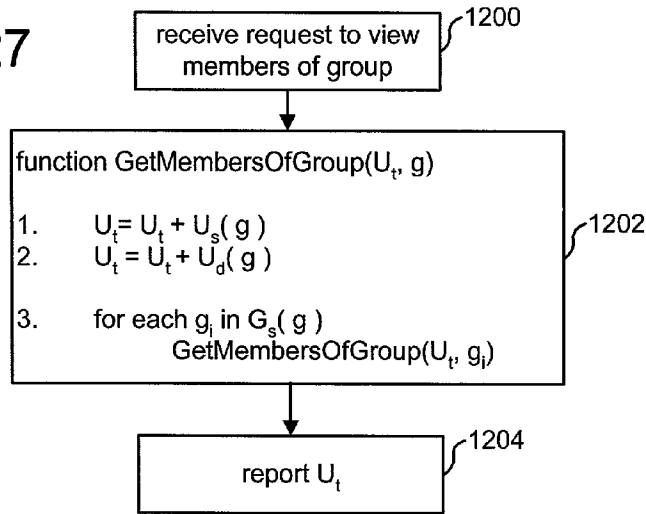 7
receive request to view
members of group
1200
function GetMembersOfGroup(Uₜ, g)
1. Uₜ= Uₜ + Uₛ( g )
2. Uₜ = Uₜ + U_d( g )
3. for each gᵢ in Gₛ( g )
GetMembersOfGroup(Uₜ, gᵢ)
1202
report Uₜ
1204